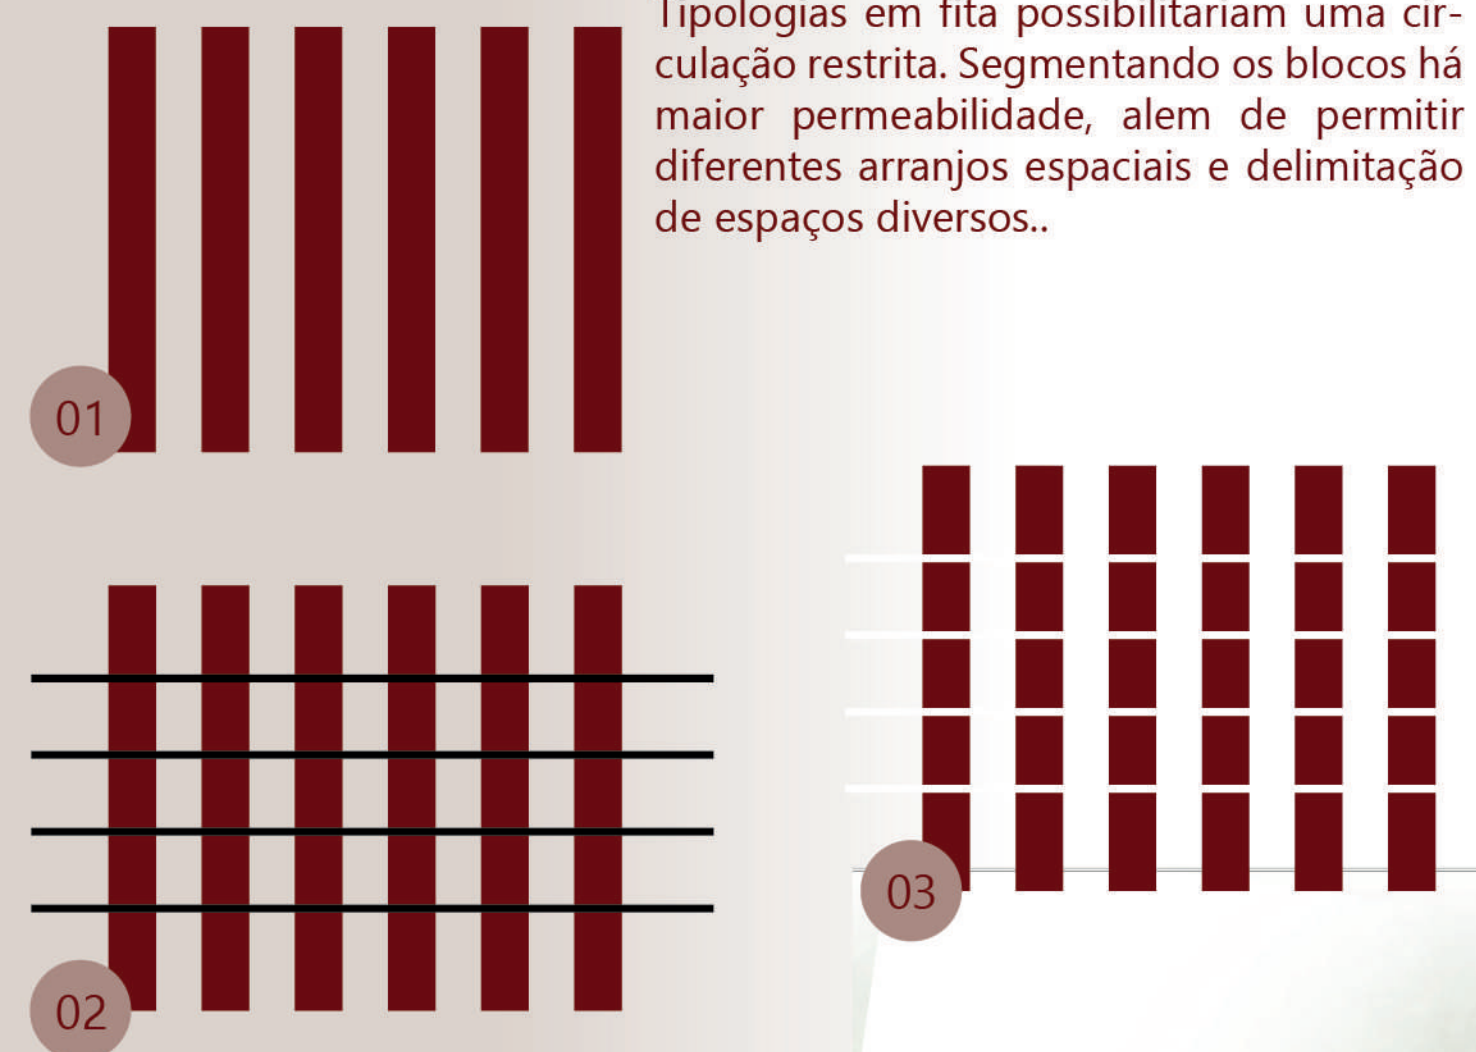 Tipologias em fita possibilitariam uma cir-
culação restrita. Segmentando os blocos há
maior permeabilidade, alem de permitir
diferentes arranjos espaciais e delimitação
de espaços diversos..
01
02
03